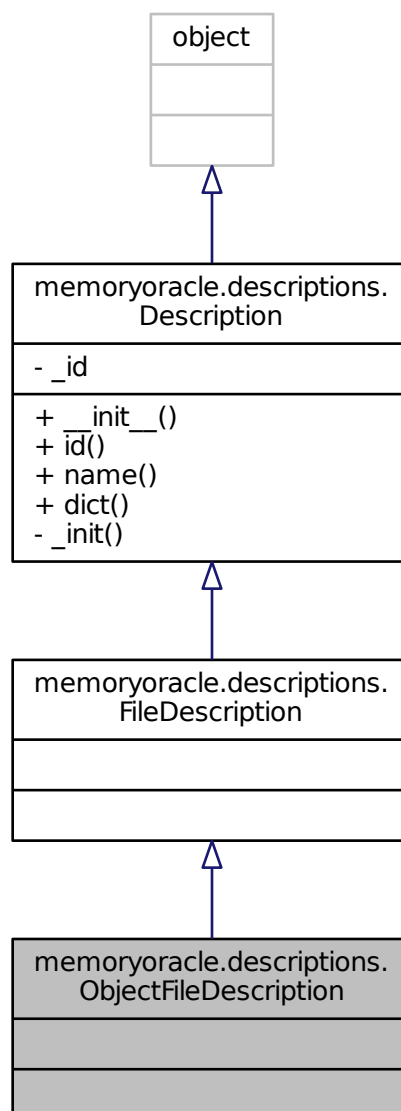 object
memoryoracle.descriptions.
Description
- _id
+ __init__()
+ id()
+ name()
+ dict()
- _init()
memoryoracle.descriptions.
FileDescription
memoryoracle.descriptions.
ObjectFileDescription